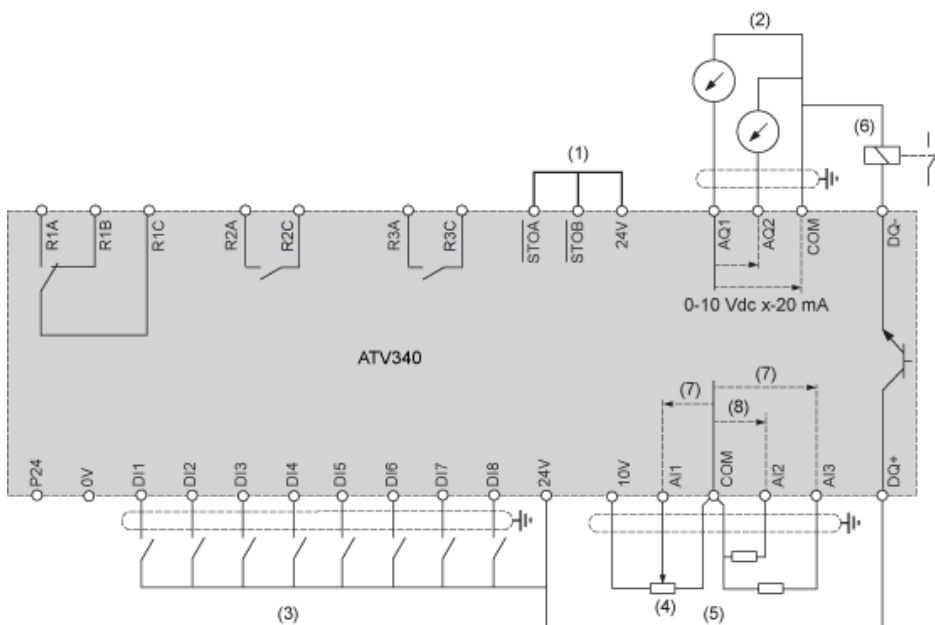 (2)
(6)
(1)
R1A
R1B
R1C
R2A
R2C
R3A
R3C
STOA
STOB
24V
AQ1
AQ2
COM
DQ-
0-10 Vdc x-20 mA
ATV340
(7)
(7)
(8)
P24
0V
DI1
DI2
DI3
DI4
DI5
DI6
DI7
DI8
24V
10V
AI1
COM
AI2
AI3
DQ+
(3)
(4)
(5)